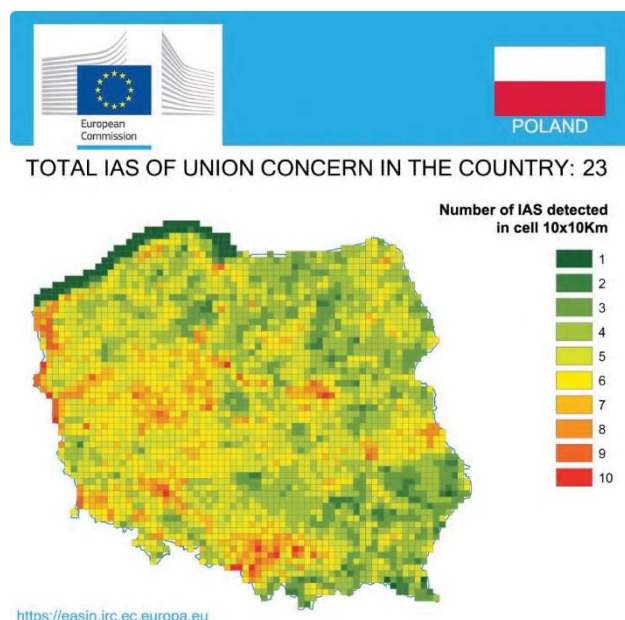 European
Commission
POLAND
TOTAL IAS OF UNION CONCERN IN THE COUNTRY: 23
Number of IAS detected
in cell 10x10Km
1
2
3
4
5
6
7
8
9
10
https://easin.jrc.ec.europa.eu